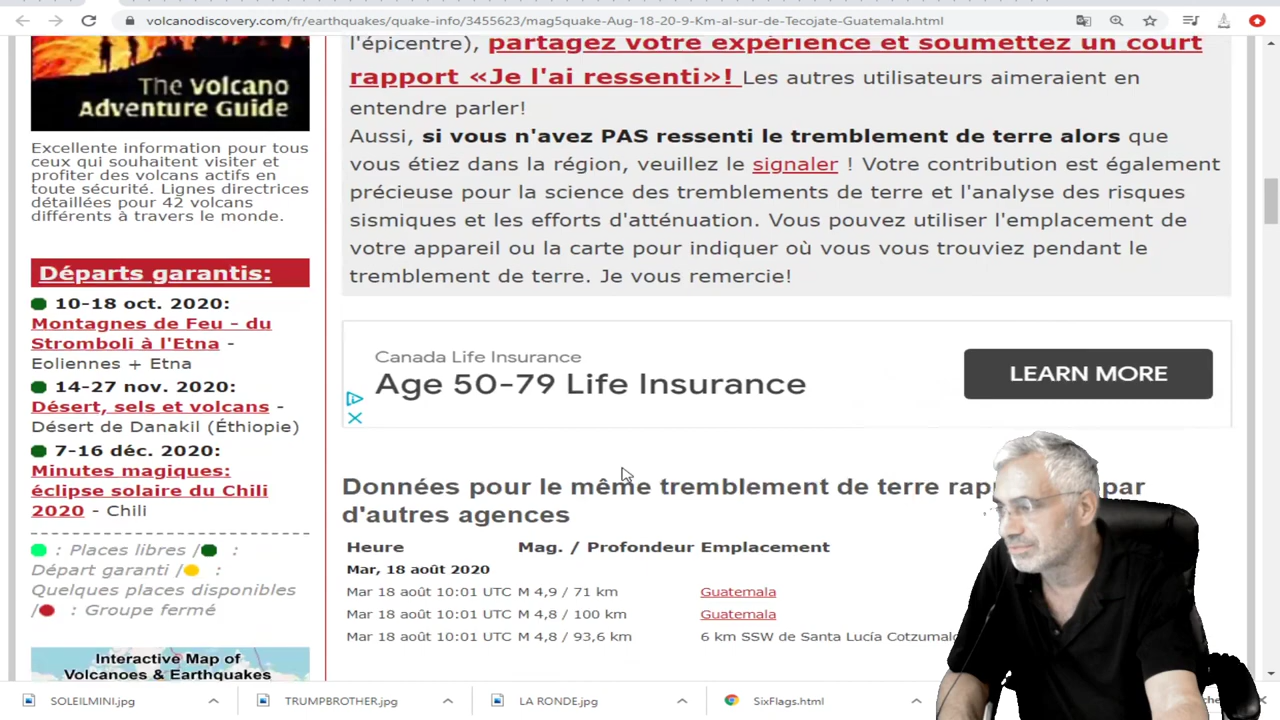 volcanodiscovery.com/fr/earthquakes/quake-info/3455623/mag5quake-Aug-18-20-9-Km-al-sur-de-Tecojate-Guatemala.html
The Volcano
Adventure Guide
Excellente information pour tous
ceux qui souhaitent visiter et
profiter des volcans actifs en
toute sécurité. Lignes directrices
détaillées pour 42 volcans
différents à travers le monde.
Départs garantis:
10-18 oct. 2020:
Montagnes de Feu - du
Stromboli à l'Etna -
Eoliennes + Etna
14-27 nov. 2020:
Désert, sels et volcans -
Désert de Danakil (Éthiopie)
7-16 déc. 2020:
Minutes magiques:
éclipse solaire du Chili
2020 - Chili
: Places libres / :
Départ garanti / :
Quelques places disponibles
/ : Groupe fermé
Interactive Map of
Volcanoes & Earthquakes
l'épicentre), partagez votre expérience et soumettez un court
rapport «Je l'ai ressenti»! Les autres utilisateurs aimeraient en
entendre parler!
Aussi, si vous n'avez PAS ressenti le tremblement de terre alors que
vous étiez dans la région, veuillez le signaler ! Votre contribution est également
précieuse pour la science des tremblements de terre et l'analyse des risques
sismiques et les efforts d'atténuation. Vous pouvez utiliser l'emplacement de
votre appareil ou la carte pour indiquer où vous vous trouviez pendant le
tremblement de terre. Je vous remercie!
Canada Life Insurance
Age 50-79 Life Insurance
LEARN MORE
Données pour le même tremblement de terre par
d'autres agences
Heure Mag. / Profondeur Emplacement
Mar, 18 août 2020
Mar 18 août 10:01 UTC M 4,9 / 71 km Guatemala
Mar 18 août 10:01 UTC M 4,8 / 100 km Guatemala
Mar 18 août 10:01 UTC M 4,8 / 93,6 km 6 km SSW de Santa Lucía
SOLEILMINI.jpg
TRUMPBROTHER.jpg
LA RONDE.jpg
SixFlags.html